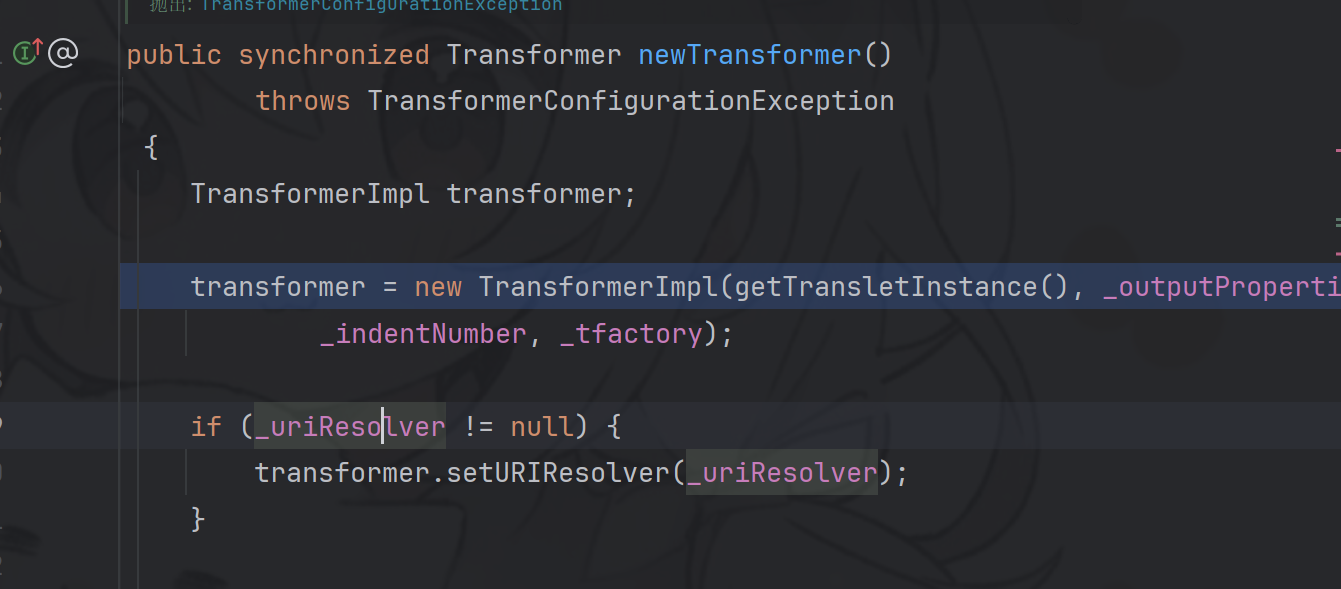 抛出: TransformerConfigurationException
public synchronized Transformer newTransformer()
throws TransformerConfigurationException
{
TransformerImpl transformer;
transformer = new TransformerImpl(getTransletInstance(), _outputProperti
_indentNumber, _tfactory);
if (_uriResolver != null) {
transformer.setURIResolver(_uriResolver);
}